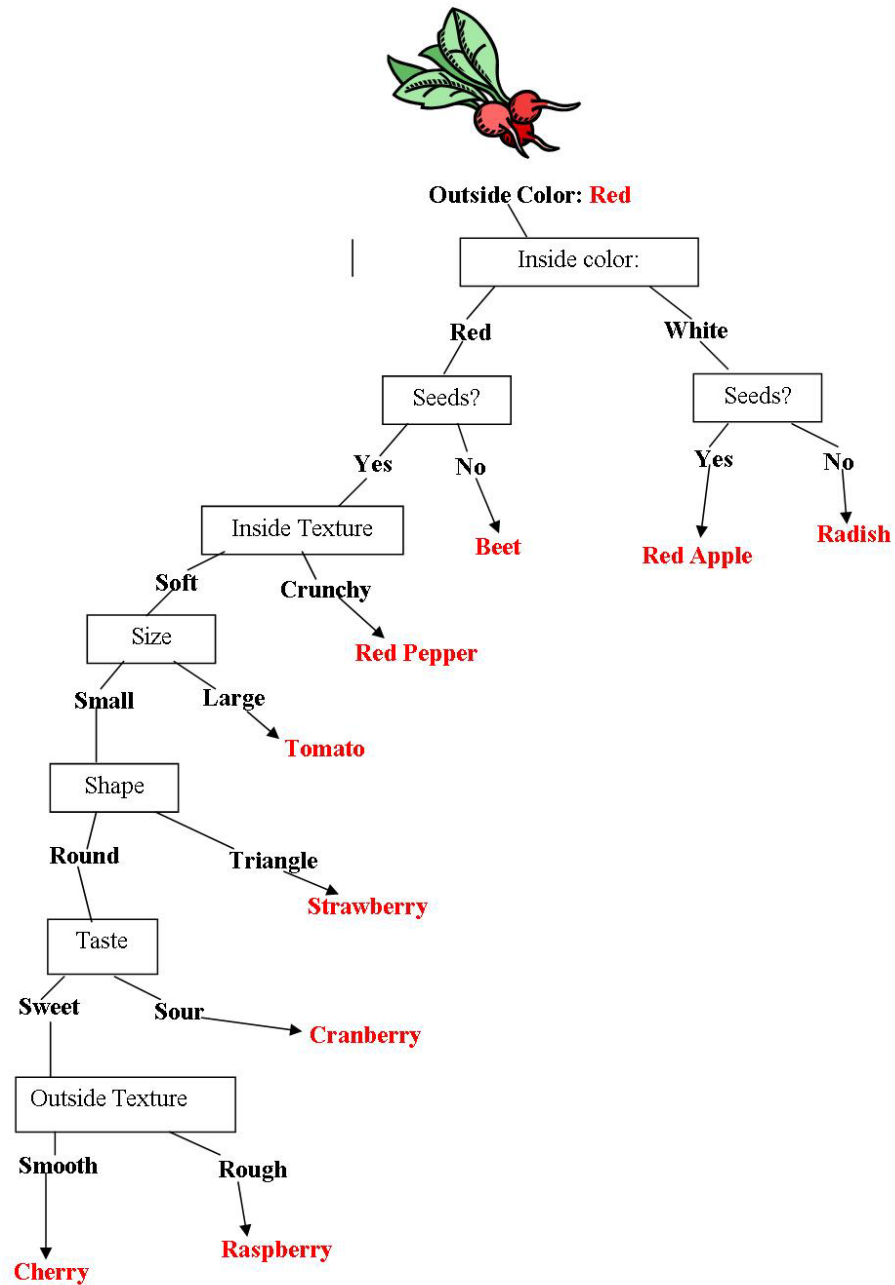 Outside Color: Red
Inside color:
Red
White
Seeds?
Seeds?
Yes
No
Yes
No
Inside Texture
Beet
Red Apple
Radish
Soft
Crunchy
Size
Red Pepper
Small
Large
Tomato
Shape
Round
Triangle
Strawberry
Taste
Sweet
Sour
Cranberry
Outside Texture
Smooth
Rough
Raspberry
Cherry